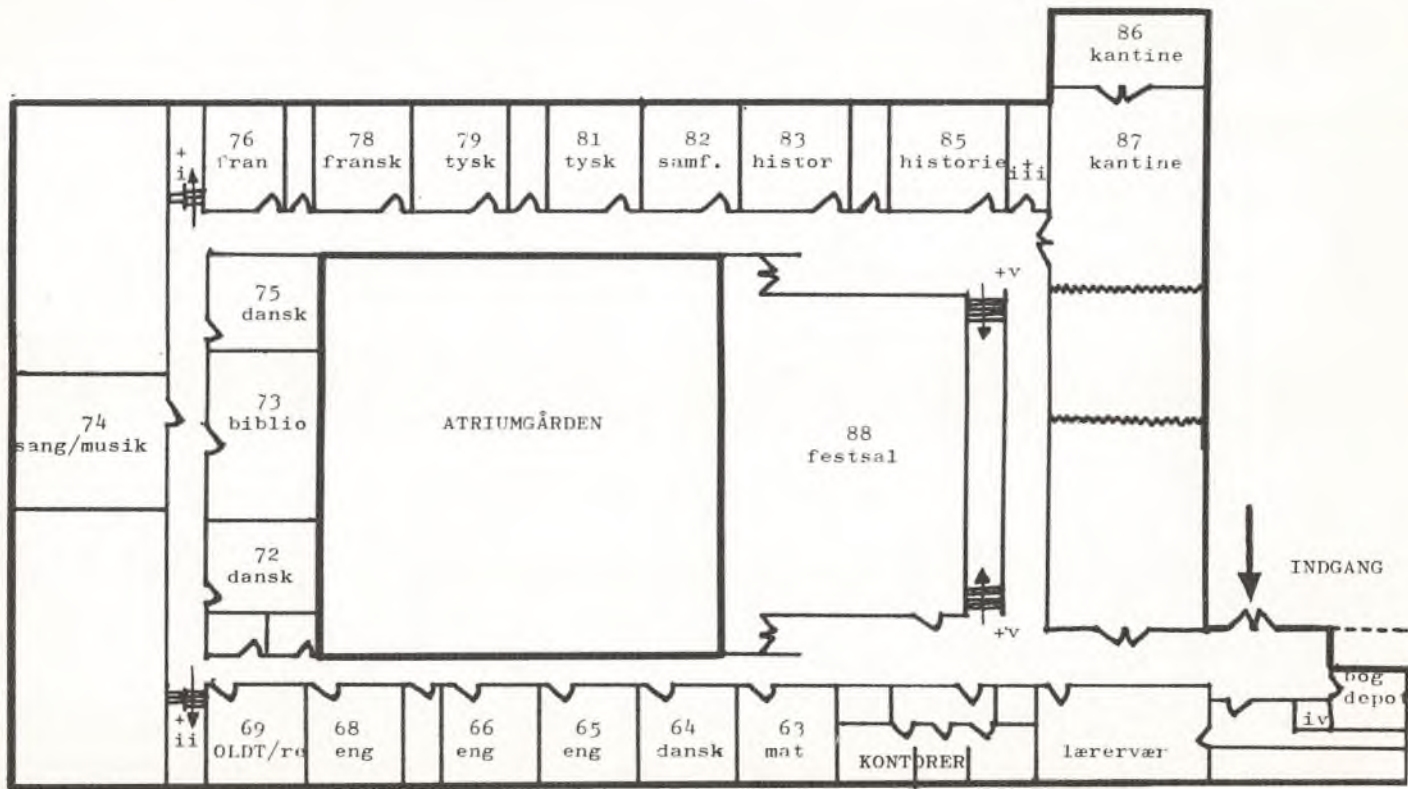 86
kantine
76
fran
78
fransk
79
tysk
81
tysk
82
samf.
83
histor
85
historie
87
kantine
+
i
+
iii
75
dansk
+v
73
biblio
74
sang/musik
ATRIUMGÅRDEN
88
festsal
72
dansk
INDGANG
+v
+
ii
69
OLDT/re
68
eng
66
eng
65
eng
64
dansk
63
mat
KONTORER
lærervær
bog
depot
iv